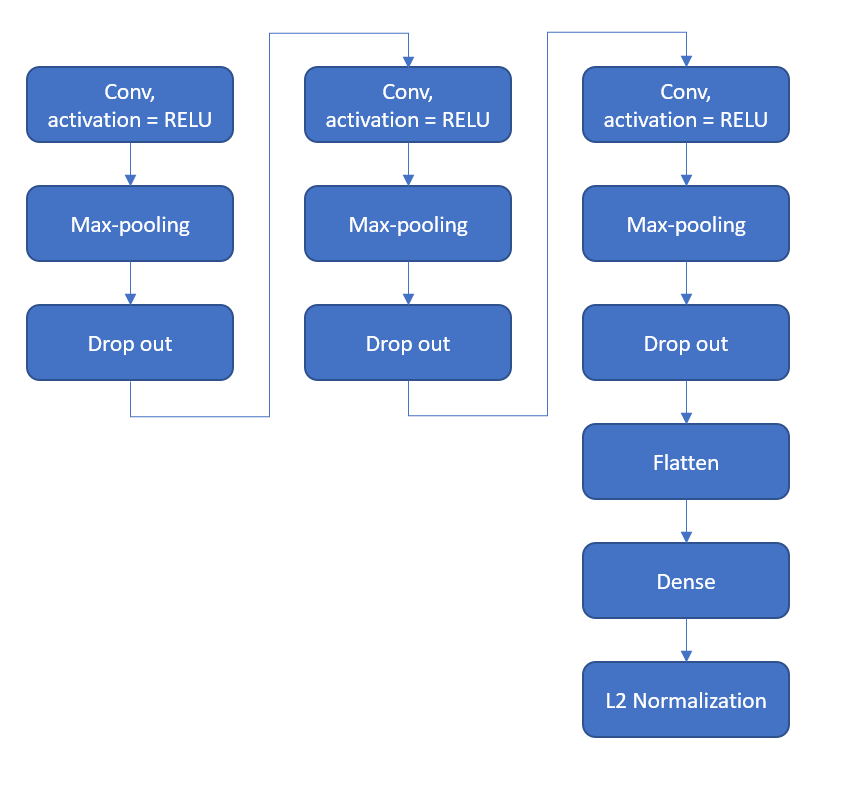 Conv,
activation = RELU
Max-pooling
Drop out
Conv,
activation = RELU
Max-pooling
Drop out
Conv,
activation = RELU
Max-pooling
Drop out
Flatten
Dense
L2 Normalization